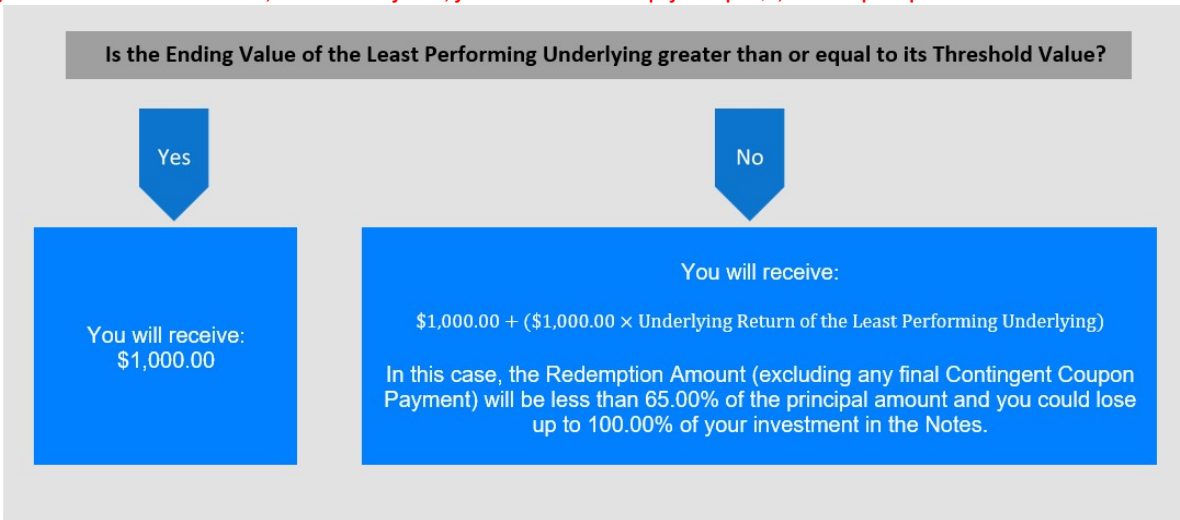 Is the Ending Value of the Least Performing Underlying greater than or equal to its Threshold Value?
Yes
No
You will receive:
$1,000.00
You will receive:
$1,000.00 + ($1,000.00 × Underlying Return of the Least Performing Underlying)
In this case, the Redemption Amount (excluding any final Contingent Coupon
Payment) will be less than 65.00% of the principal amount and you could lose
up to 100.00% of your investment in the Notes.